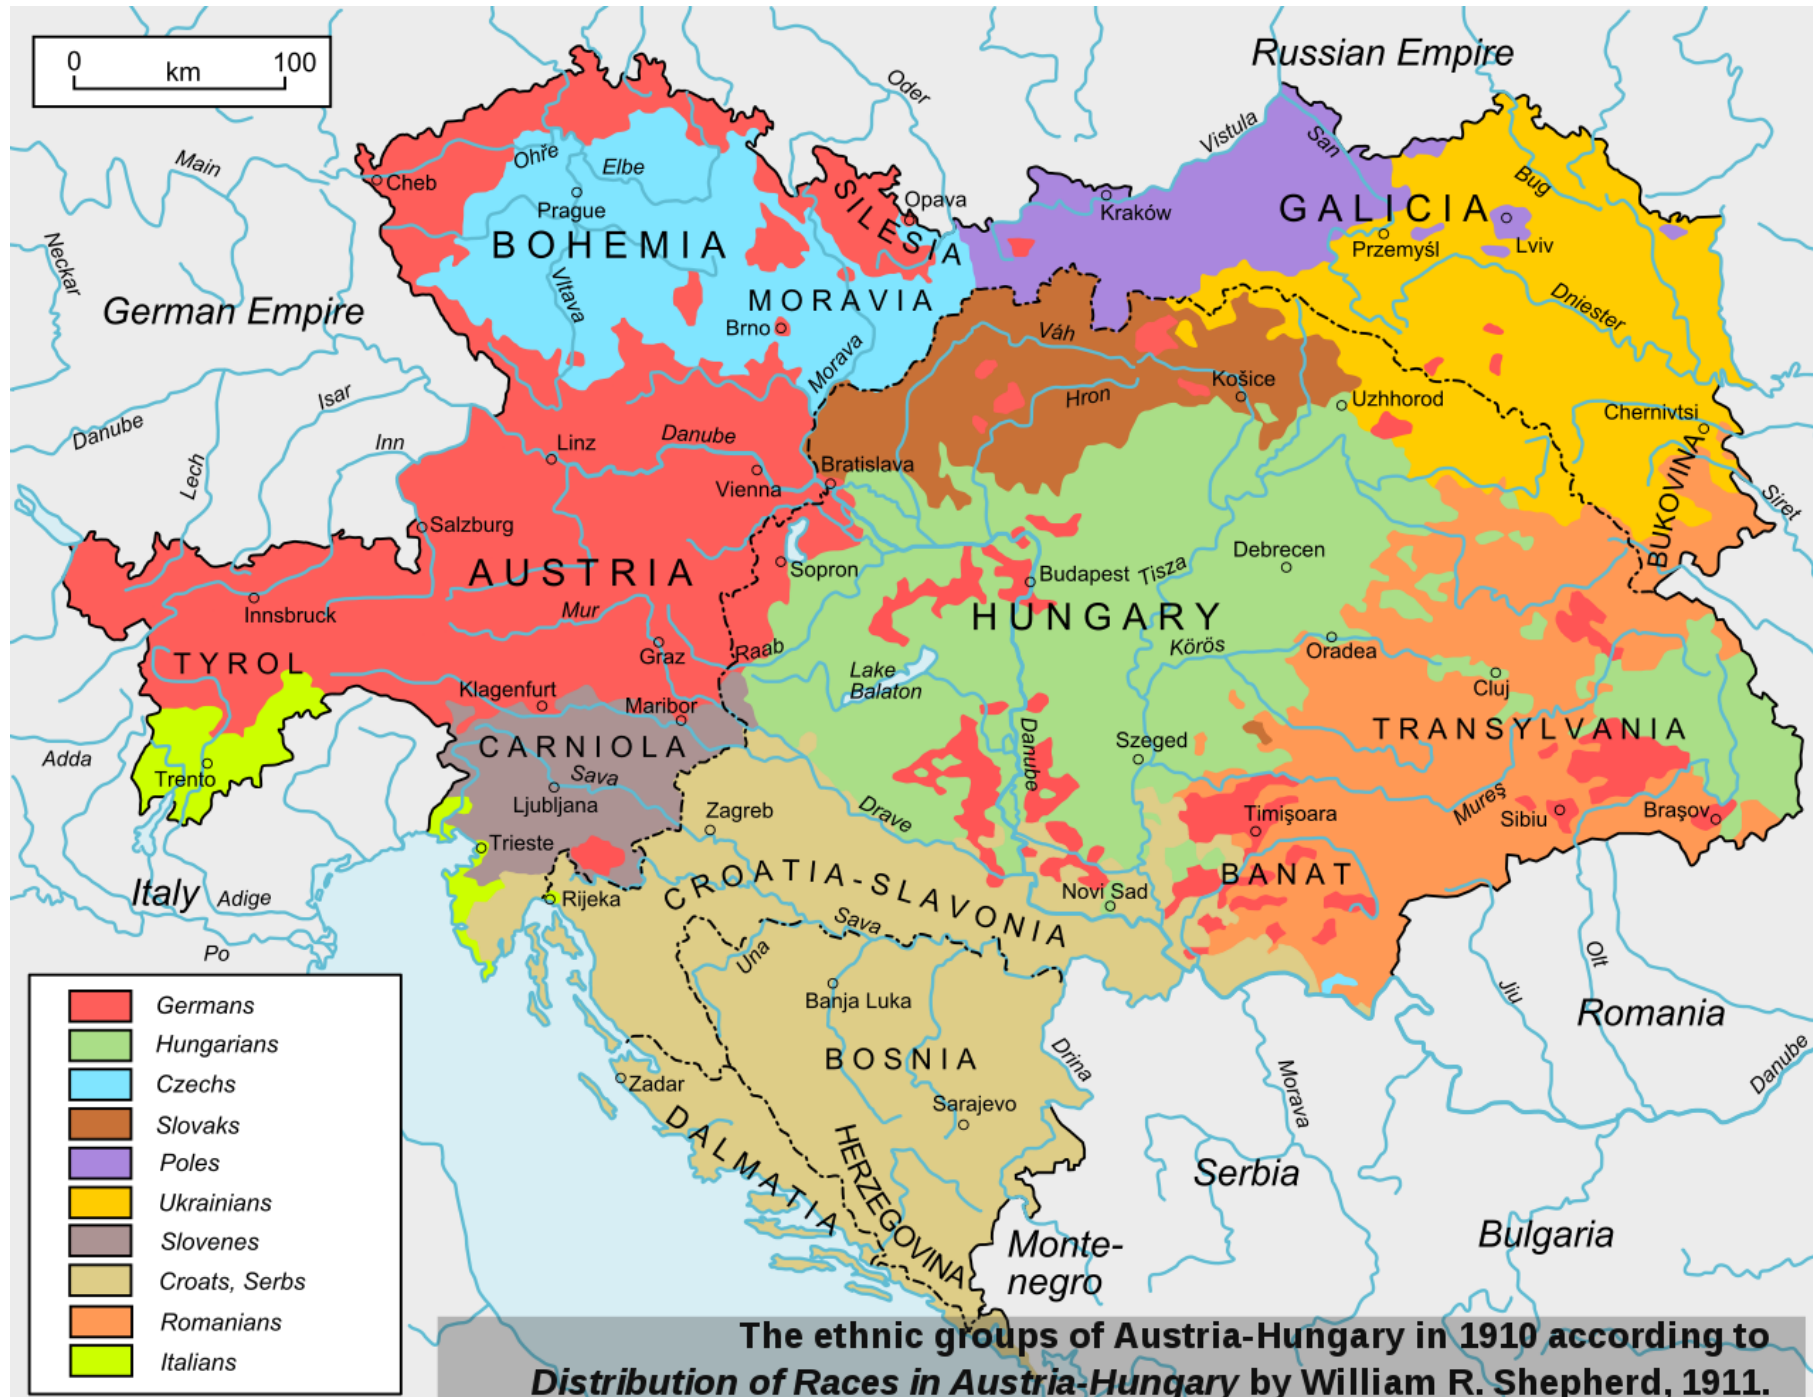 0 100
km
Russian Empire
Oder
Vistula
San
Main
Ohře
Elbe
Bug
Cheb
SILESIA
Opava
Prague
Kraków
GALICIA
BOHEMIA
Przemyśl
Lviv
Neckar
Vltava
MORAVIA
German Empire
Brno
Dniester
Váh
Morava
Košice
Isar
Hron
Uzhhorod
Chernivtsi
Danube
Inn
Linz
Danube
Lech
Vienna
Bratislava
BUKOVINA
Siret
Salzburg
AUSTRIA
Sopron
Budapest
Tisza
Debrecen
Innsbruck
Mur
HUNGARY
Graz
Raab
Körös
Oradea
TYROL
Lake
Balaton
Klagenfurt
Maribor
Cluj
CARNIOLA
Danube
Szeged
TRANSYLVANIA
Adda
Trento
Sava
Ljubljana
Zagreb
Drave
Mureş
Timişoara
Sibiu
Braşov
Trieste
CROATIA-SLAVONIA
BANAT
Italy
Adige
Rijeka
Novi Sad
Po
Una
Sava
Olt
Banja Luka
Jiu
Romania
Germans
Hungarians
Czechs
Slovaks
Poles
Ukrainians
Slovenes
Croats, Serbs
Romanians
Italians
BOSNIA
Drina
Morava
Danube
Zadar
Sarajevo
DALMATIA
HERZEGOVINA
Serbia
Monte-
negro
Bulgaria
The ethnic groups of Austria-Hungary in 1910 according to
Distribution of Races in Austria-Hungary by William R. Shepherd, 1911.